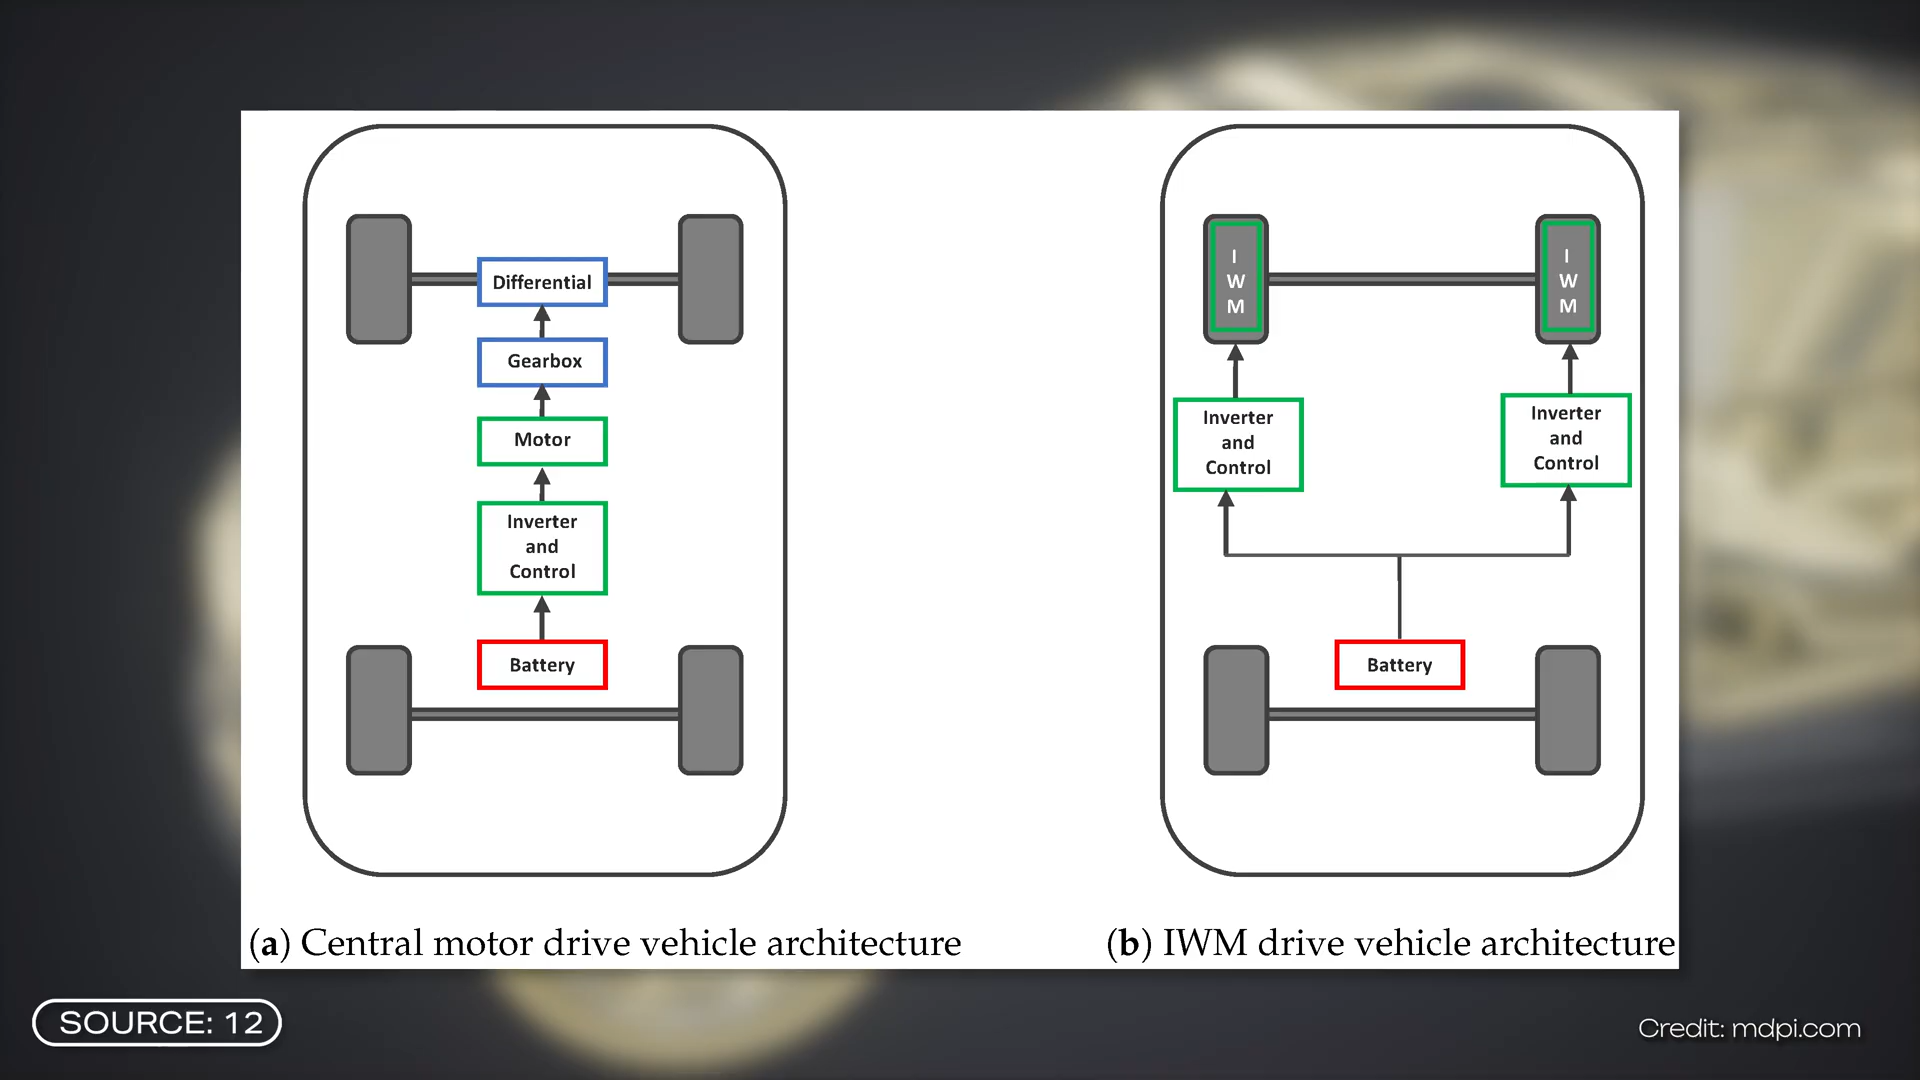 Differential
Gearbox
Motor
Inverter
and
Control
Battery
(a) Central motor drive vehicle architecture
I
W
M
I
W
M
Inverter
and
Control
Inverter
and
Control
Battery
(b) IWM drive vehicle architecture
SOURCE: 12
Credit: mdpi.com